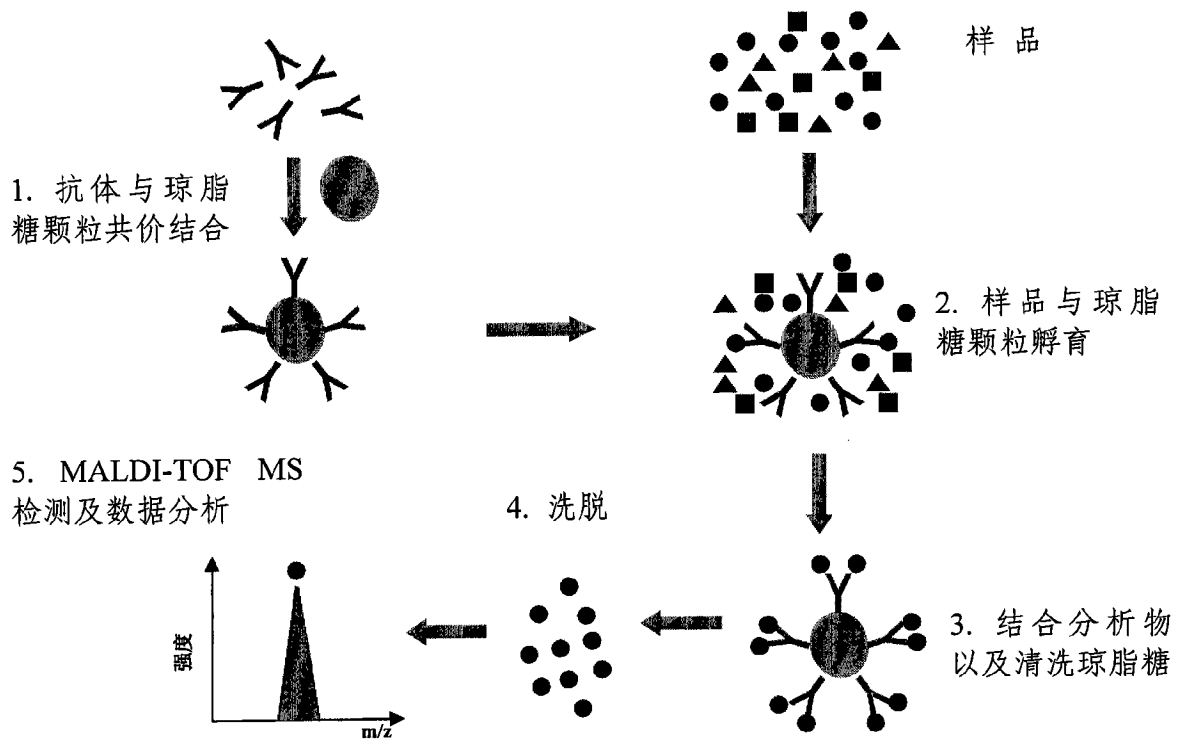 样 品
1. 抗体与琼脂
糖颗粒共价结合
2. 样品与琼脂
糖颗粒孵育
3. 结合分析物
以及清洗琼脂糖
4. 洗脱
5. MALDI-TOF MS
检测及数据分析
强度
m/z